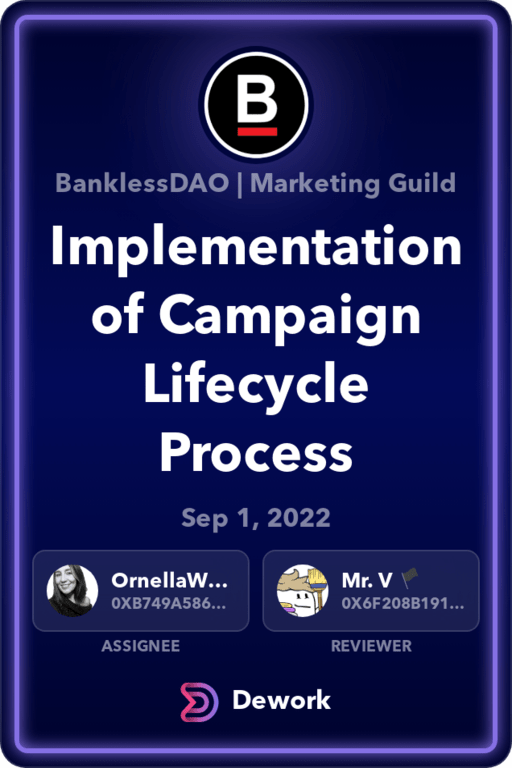 B
BanklessDAO | Marketing Guild
Implementation
of Campaign
Lifecycle
Process
Sep 1, 2022
OrnellaW...
0XB749A586...
ASSIGNEE
Mr. V 🏴
0X6F208B191...
REVIEWER
Dework